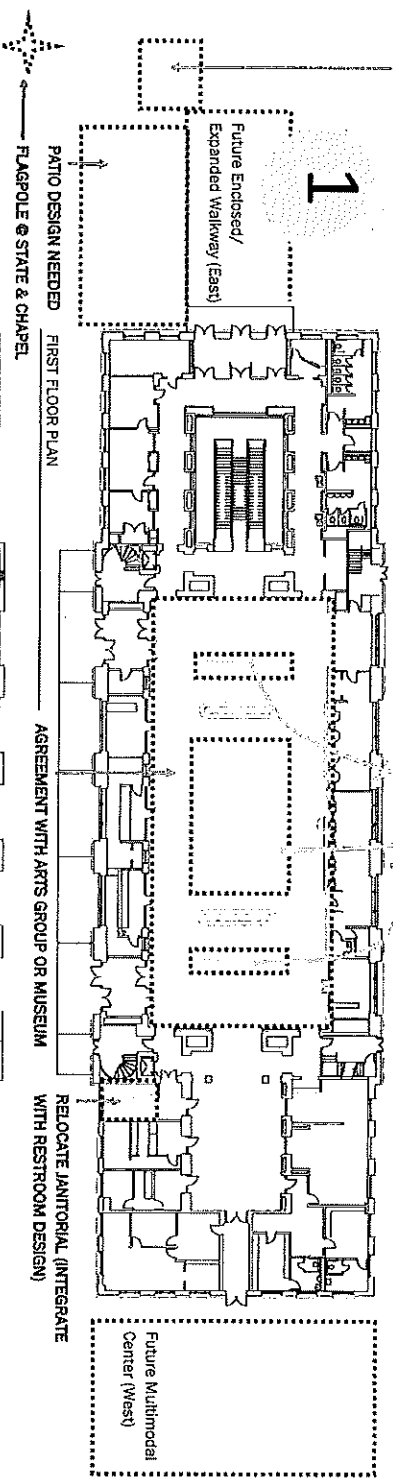 1
Future Enclosed/
Expanded Walkway (East)
PATIO DESIGN NEEDED
FLAGPOLE @ STATE & CHAPEL
FIRST FLOOR PLAN
AGREEMENT WITH ARTS GROUP OR MUSEUM
RELOCATE JANITORIAL (INTEGRATE
WITH RESTROOM DESIGN)
Future Multimodal
Center (West)